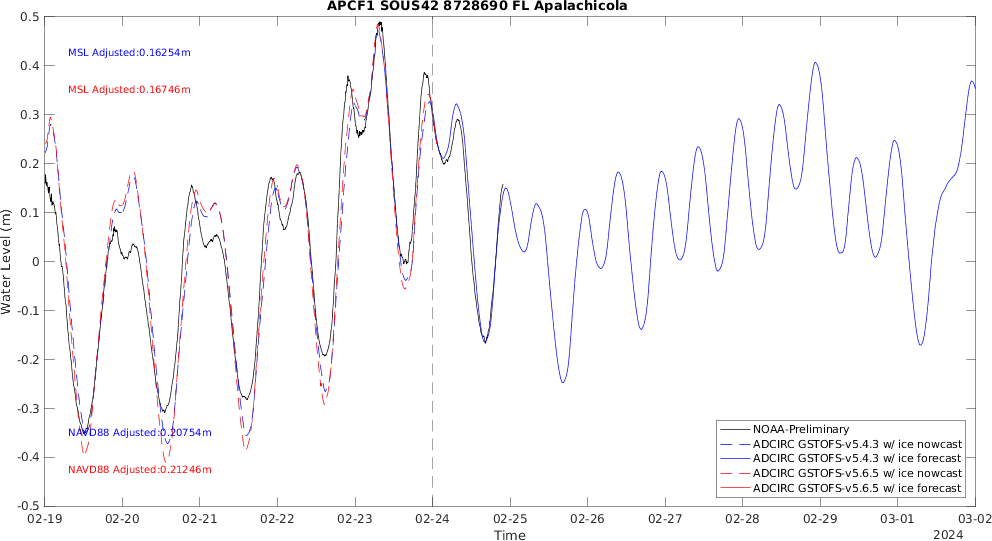 APCF1 SOUS42 8728690 FL Apalachicola
MSL Adjusted:0.16254m
MSL Adjusted:0.16746m
NAVD88 Adjusted:0.20754m
NAVD88 Adjusted:0.21246m
Water Level (m)
0.5
0.4
0.3
0.2
0.1
0
-0.1
-0.2
-0.3
-0.4
-0.5
NOAA-Preliminary
ADCIRC GSTOFS-v5.4.3 w/ ice nowcast
ADCIRC GSTOFS-v5.4.3 w/ ice forecast
ADCIRC GSTOFS-v5.6.5 w/ ice nowcast
ADCIRC GSTOFS-v5.6.5 w/ ice forecast
02-19 02-20 02-21 02-22 02-23 02-24 02-25 02-26 02-27 02-28 02-29 03-01 03-02
Time
2024